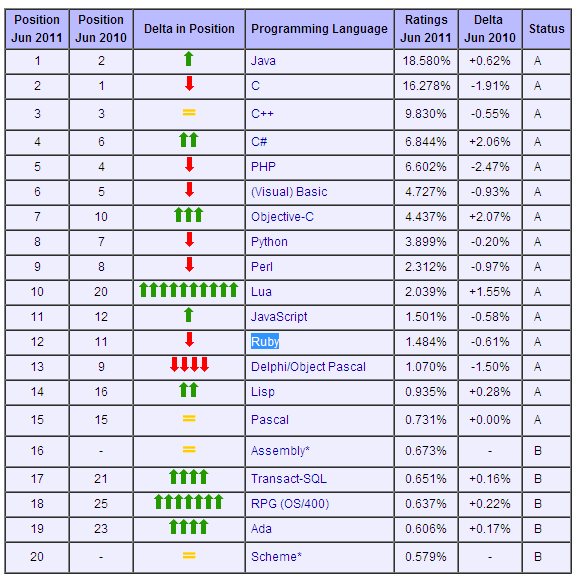 Position Jun 2011 Position Jun 2010 Delta in Position Programming Language Ratings Jun 2011 Delta Jun 2010 Status
1 2 Java 18.580% +0.62% A
2 1 C 16.278% -1.91% A
3 3 = C++ 9.830% -0.55% A
4 6 C# 6.844% +2.06% A
5 4 PHP 6.602% -2.47% A
6 5 (Visual) Basic 4.727% -0.93% A
7 10 Objective-C 4.437% +2.07% A
8 7 Python 3.899% -0.20% A
9 8 Perl 2.312% -0.97% A
10 20 Lua 2.039% +1.55% A
11 12 JavaScript 1.501% -0.58% A
12 11 Ruby 1.484% -0.61% A
13 9 Delphi/Object Pascal 1.070% -1.50% A
14 16 Lisp 0.935% +0.28% A
15 15 = Pascal 0.731% +0.00% A
16 - = Assembly* 0.673% - B
17 21 Transact-SQL 0.651% +0.16% B
18 25 RPG (OS/400) 0.637% +0.22% B
19 23 Ada 0.606% +0.17% B
20 - = Scheme* 0.579% - B